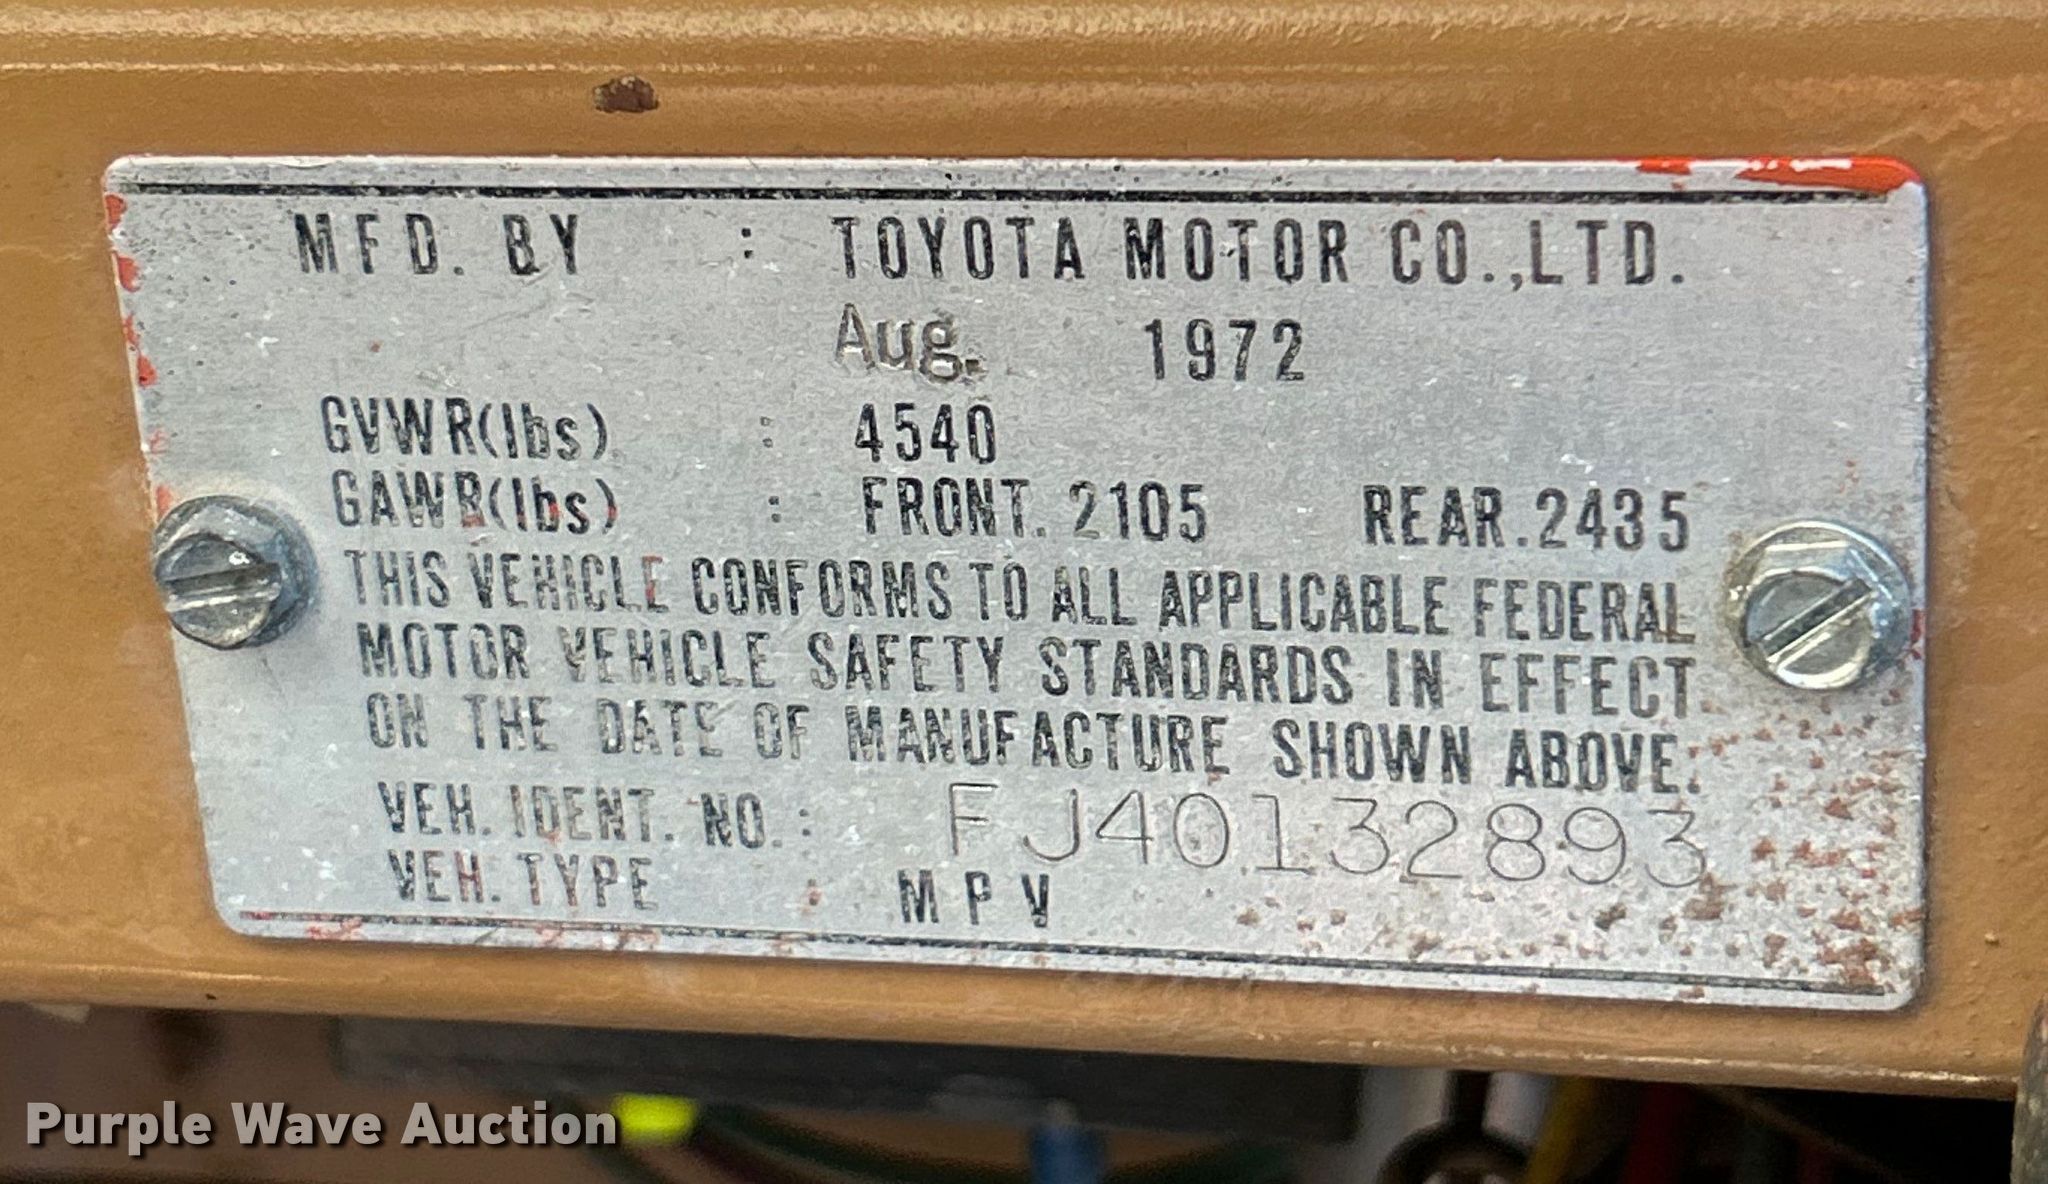 MFD. BY : TOYOTA MOTOR CO.,LTD.
Aug. 1972
GVWR(lbs) : 4540
GAWR(lbs) : FRONT. 2105 REAR. 2435
THIS VEHICLE CONFORMS TO ALL APPLICABLE FEDERAL
MOTOR VEHICLE SAFETY STANDARDS IN EFFECT
ON THE DATE OF MANUFACTURE SHOWN ABOVE.
VEH. IDENT. NO. : FJ40132893
VEH. TYPE : MPV
Purple Wave Auction